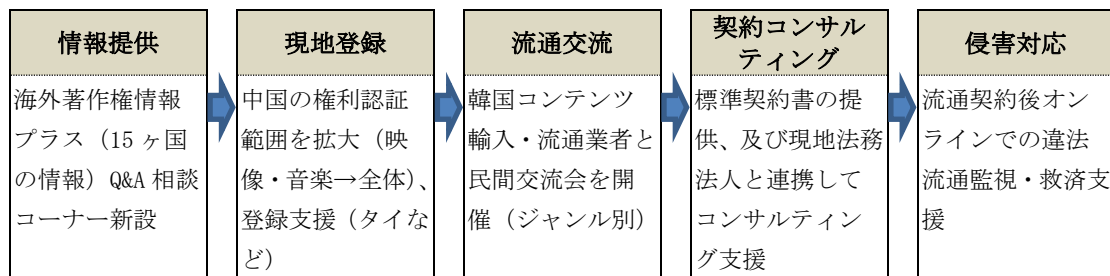 情報提供
海外著作権情報
プラス（15 ヶ国
の情報）Q&A 相談
コーナー新設
現地登録
中国の権利認証
範囲を拡大（映
像・音楽→全体）、
登録支援（タイな
ど）
流通交流
韓国コンテンツ
輸入・流通業者と
民間交流会を開
催（ジャンル別）
契約コンサル
ティング
標準契約書の提
供、及び現地法務
法人と連携して
コンサルティン
グ支援
侵害対応
流通契約後オン
ラインでの違法
流通監視・救済支
援